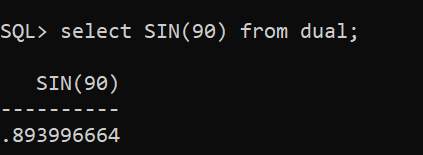 SQL> select SIN(90) from dual;
SIN(90)
----------
.893996664